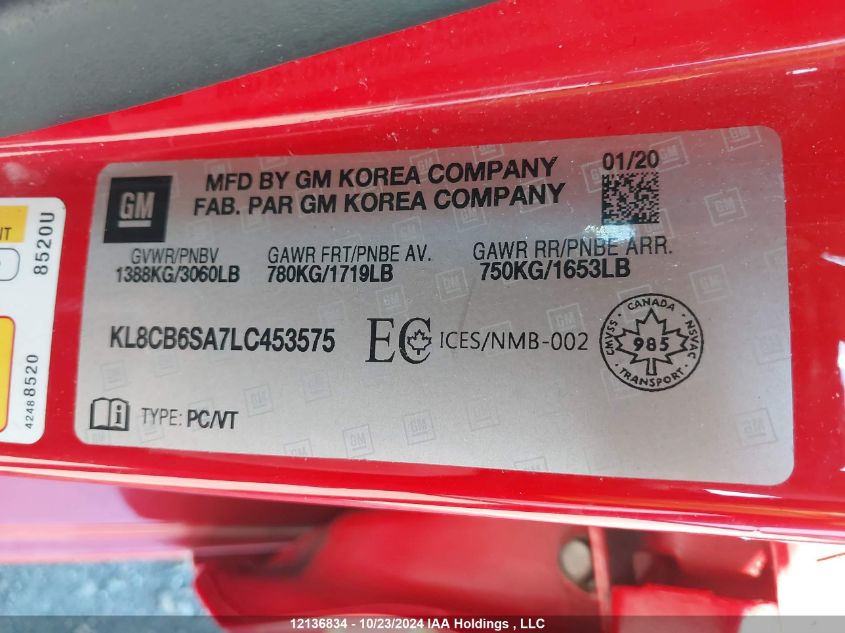 MFD BY GM KOREA COMPANY
FAB. PAR GM KOREA COMPANY
01/20
GM
GVWR/PNBV
1388KG/3060LB
GAWR FRT/PNBE AV.
780KG/1719LB
GAWR RR/PNBE ARR.
750KG/1653LB
KL8CB6SA7LC453575
EC
ICES/NMB-002
CANADA
CMVSS
985
NSVAC
TRANSPORT
i TYPE: PC/VT
8520U
42488520
12136834 - 10/23/2024 IAA Holdings , LLC